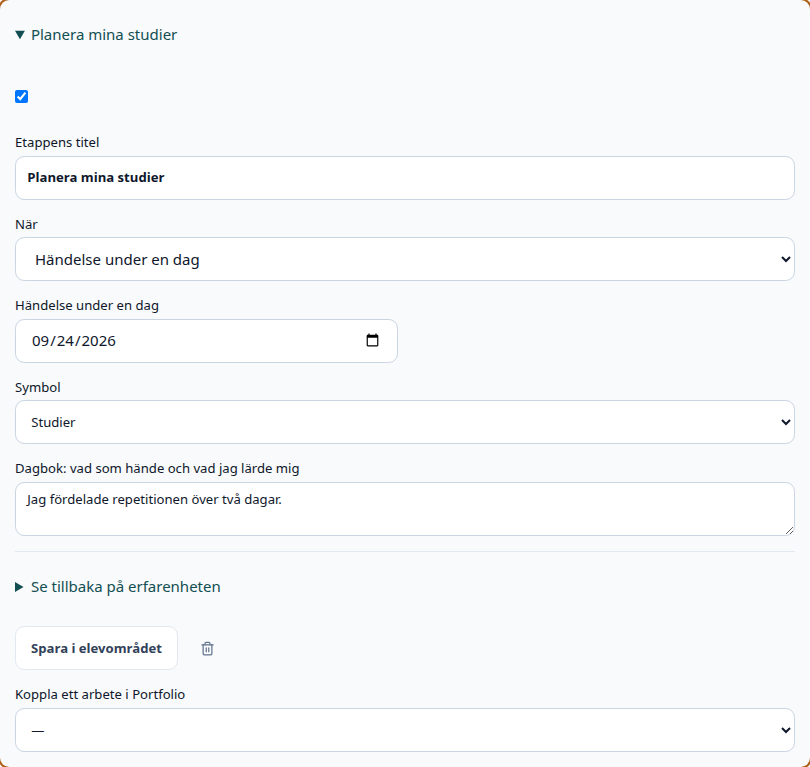 Planera mina studier
Etappens titel
Planera mina studier
När
Händelse under en dag
Händelse under en dag
09/24/2026
Symbol
Studier
Dagbok: vad som hände och vad jag lärde mig
Jag fördelade repetitionen över två dagar.
Se tillbaka på erfarenheten
Spara i elevområdet
Koppla ett arbete i Portfolio
—